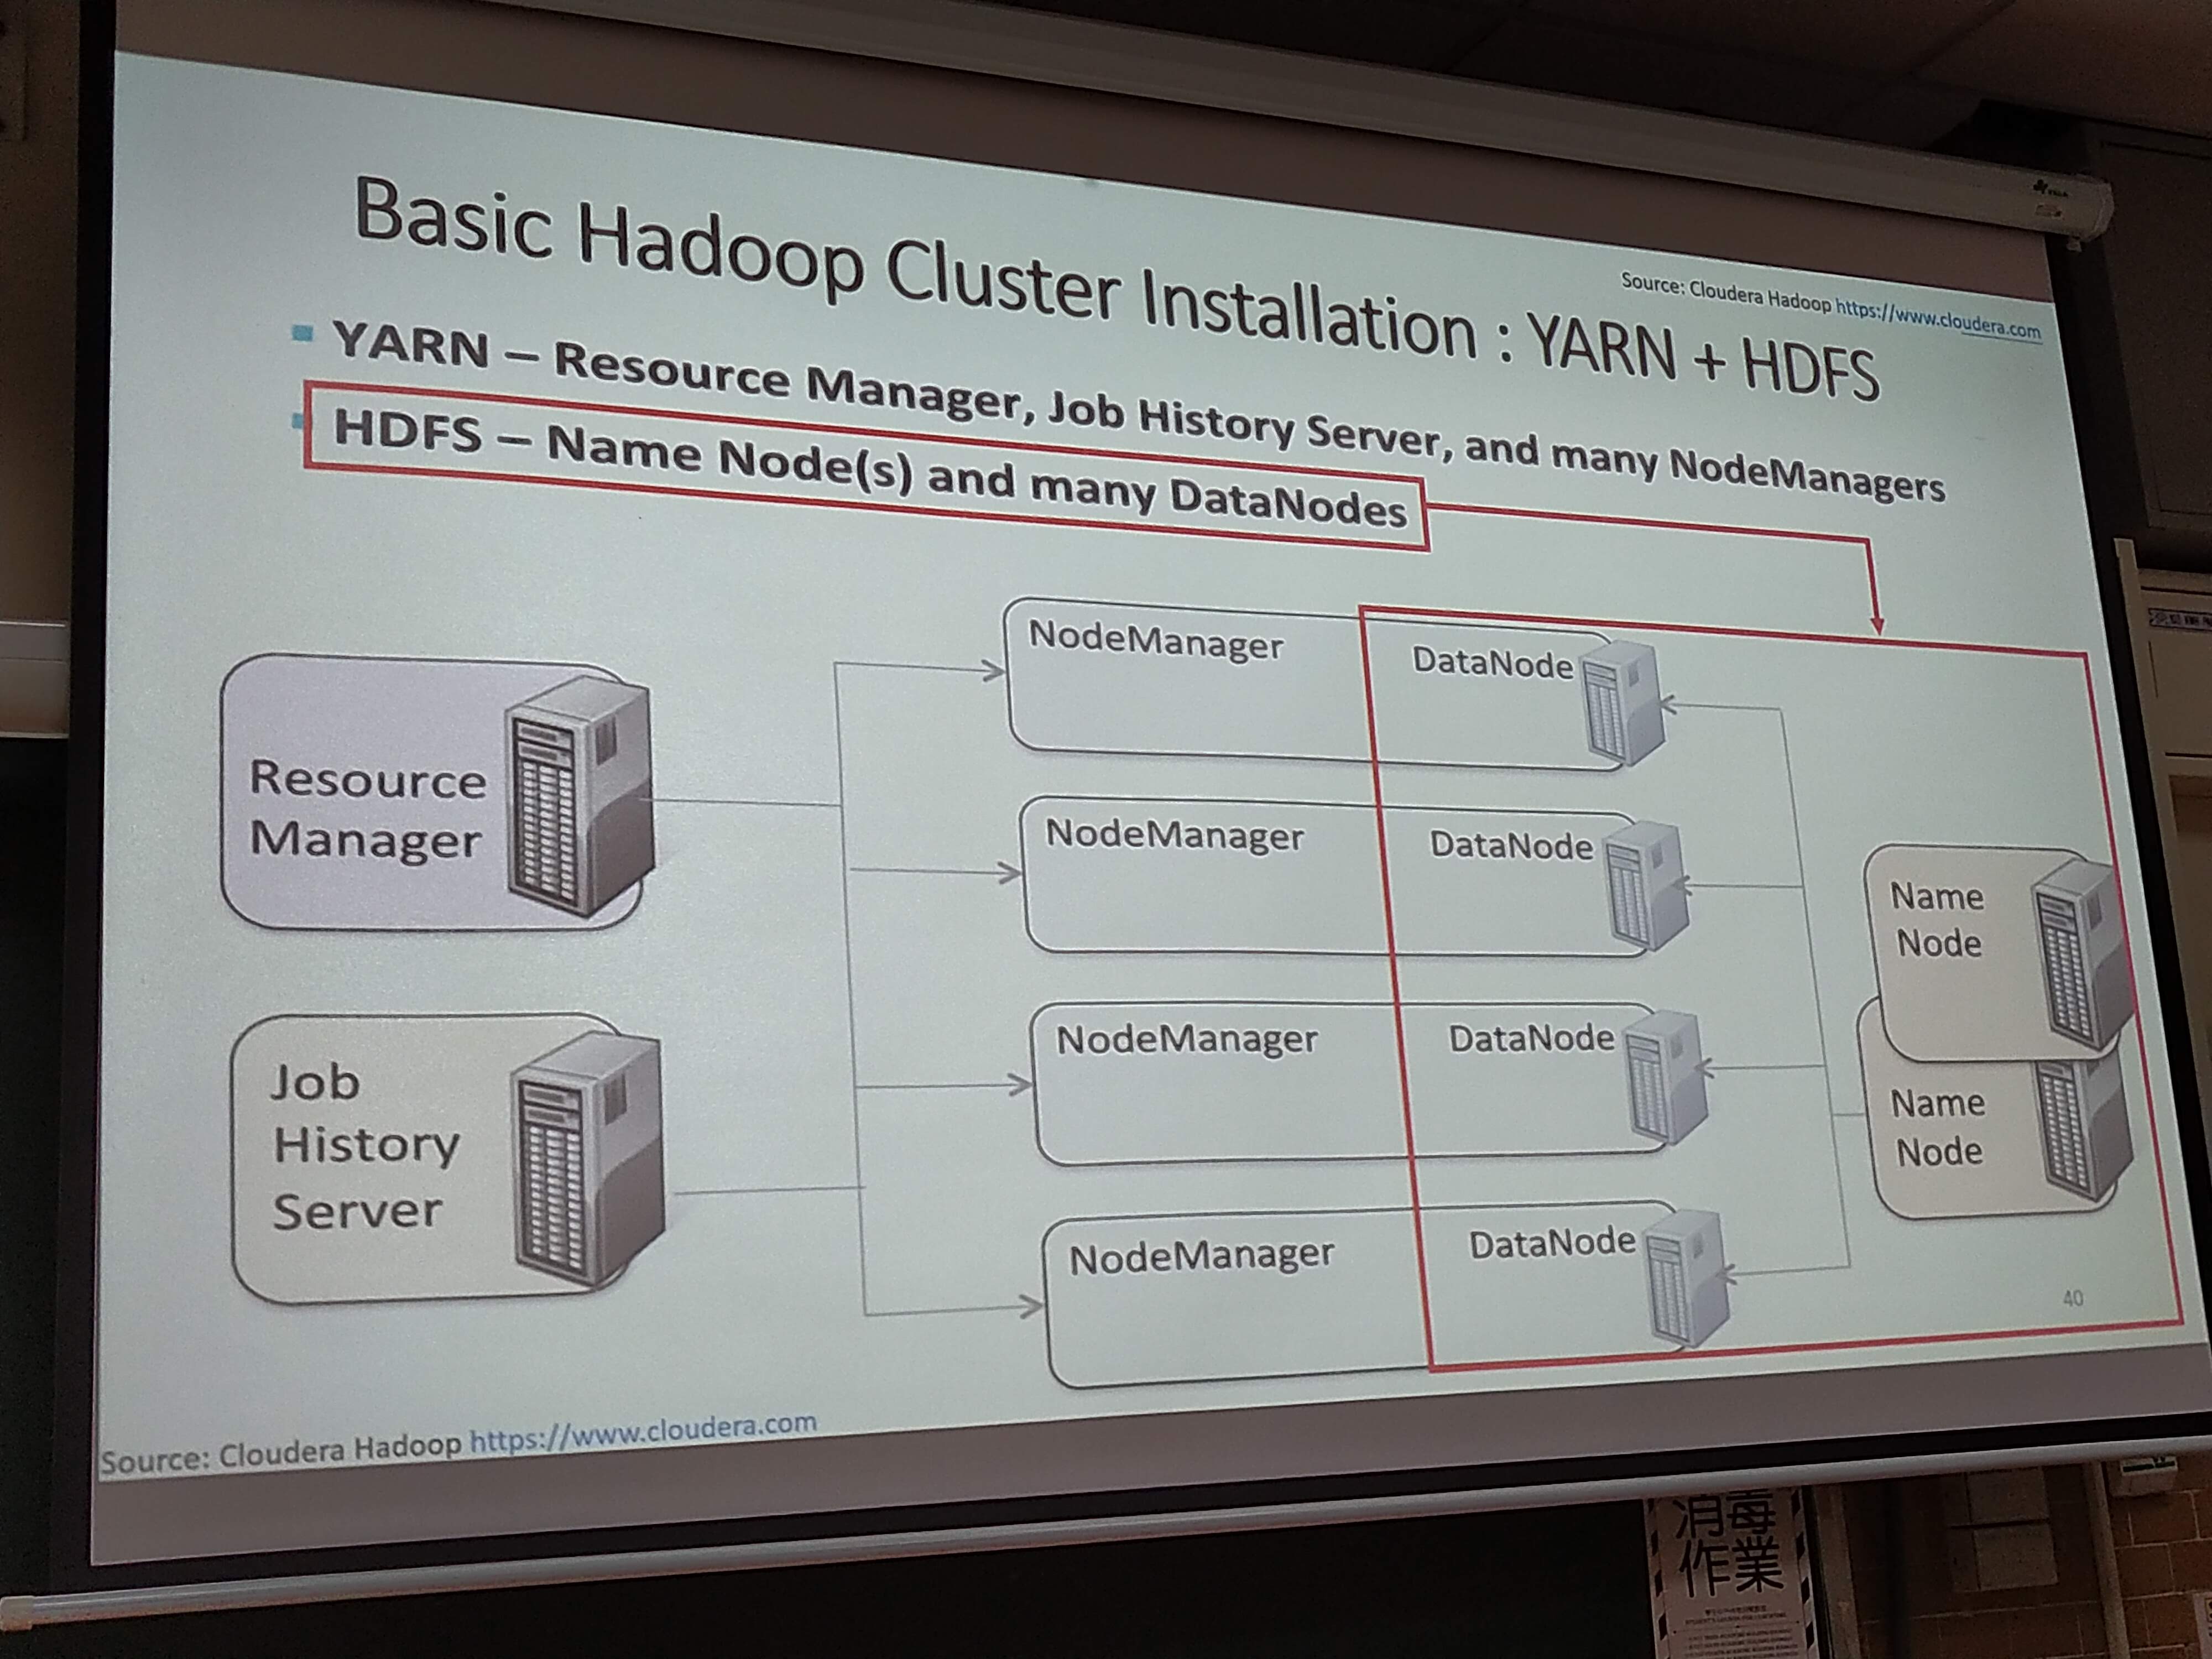 Basic Hadoop Cluster Installation : YARN + HDFS
Source: Cloudera Hadoop https://www.cloudera.com
YARN – Resource Manager, Job History Server, and many NodeManagers
HDFS – Name Node(s) and many DataNodes
Resource
Manager
Job
History
Server
NodeManager
DataNode
NodeManager
DataNode
NodeManager
DataNode
NodeManager
DataNode
Name
Node
Name
Node
40
Source: Cloudera Hadoop https://www.cloudera.com
消毒
作業